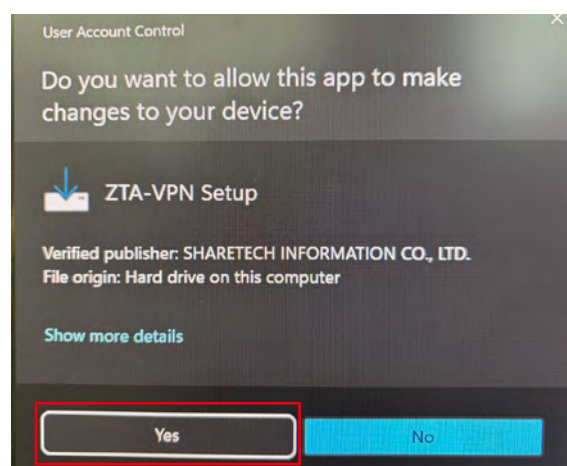 User Account Control
Do you want to allow this app to make
changes to your device?
ZTA-VPN Setup
Verified publisher: SHARETECH INFORMATION CO., LTD.
File origin: Hard drive on this computer
Show more details
Yes
No